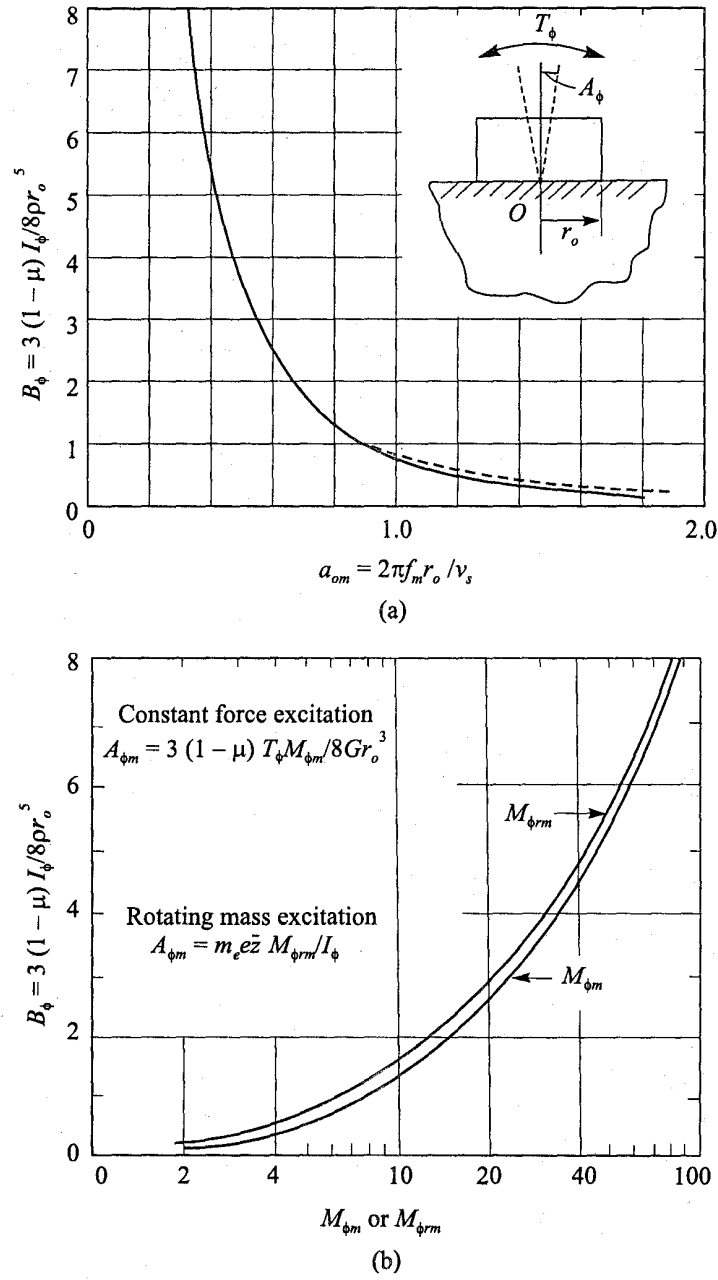 8
7
6
5
4
3
2
1
0
B_ϕ = 3 (1 – μ) I_ϕ/8ρr_o^5
T_ϕ
A_ϕ
O
r_o
0 1.0 2.0
a_om = 2πf_m r_o /v_s
(a)
8
6
4
2
0
B_ϕ = 3 (1 – μ) I_ϕ/8ρr_o^5
Constant force excitation
A_ϕm = 3 (1 – μ) T_ϕ M_ϕm/8Gr_o^3
M_ϕrm
Rotating mass excitation
A_ϕm = m_e e z̄ M_ϕrm/I_ϕ
M_ϕm
0 2 4 10 20 40 100
M_ϕm or M_ϕrm
(b)